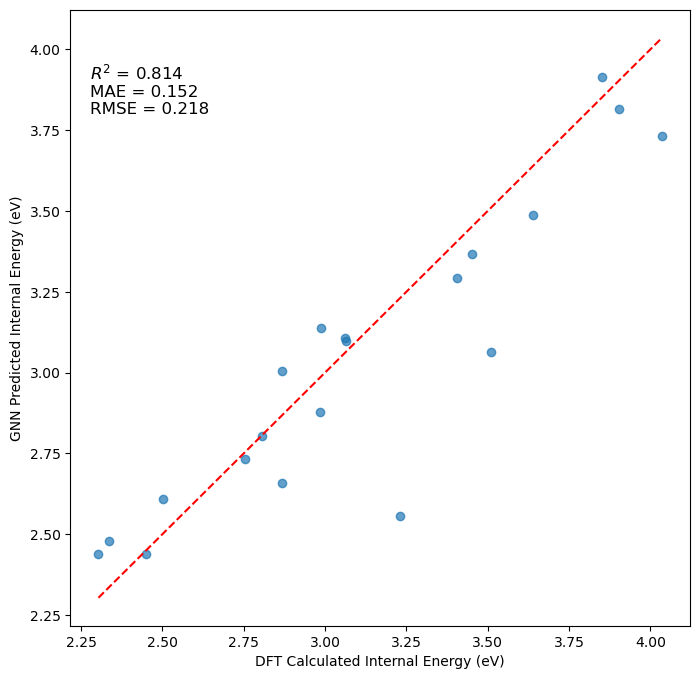 4.00
3.75
3.50
3.25
3.00
2.75
2.50
2.25
GNN Predicted Internal Energy (eV)
R² = 0.814
MAE = 0.152
RMSE = 0.218
2.25 2.50 2.75 3.00 3.25 3.50 3.75 4.00
DFT Calculated Internal Energy (eV)